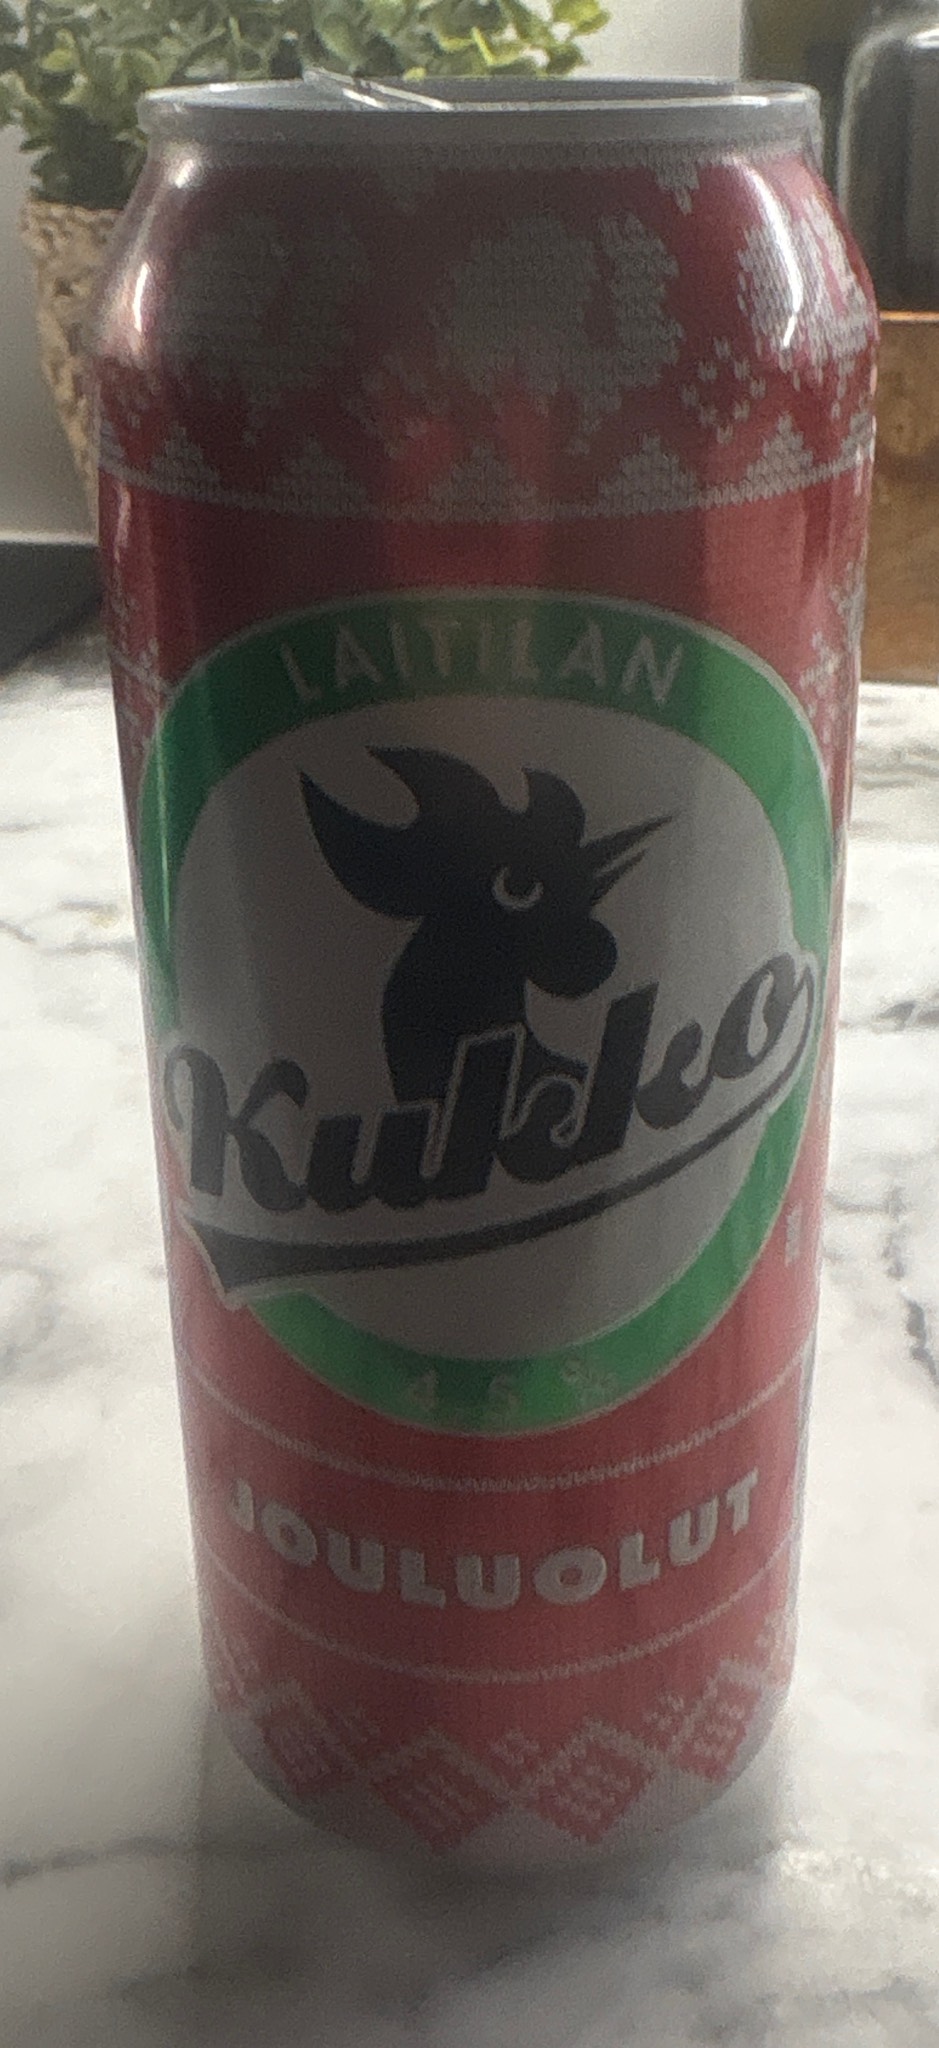 LAITILAN
Kukko
4,5 %
JOULUOLUT